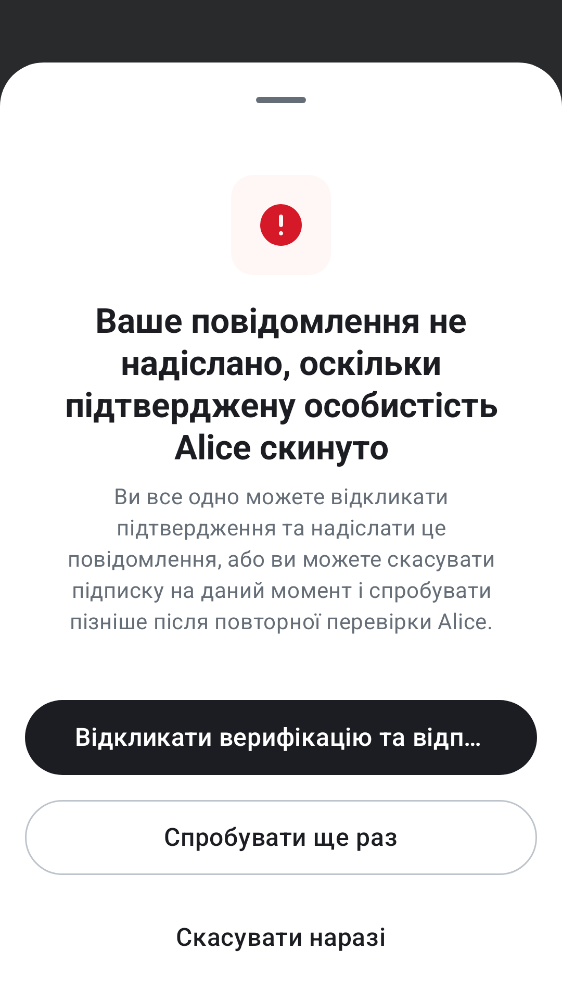 Ваше повідомлення не
надіслано, оскільки
підтверджену особистість
Alice скинуто
Ви все одно можете відкликати
підтвердження та надіслати це
повідомлення, або ви можете скасувати
підписку на даний момент і спробувати
пізніше після повторної перевірки Alice.
Відкликати верифікацію та відп...
Спробувати ще раз
Скасувати наразі